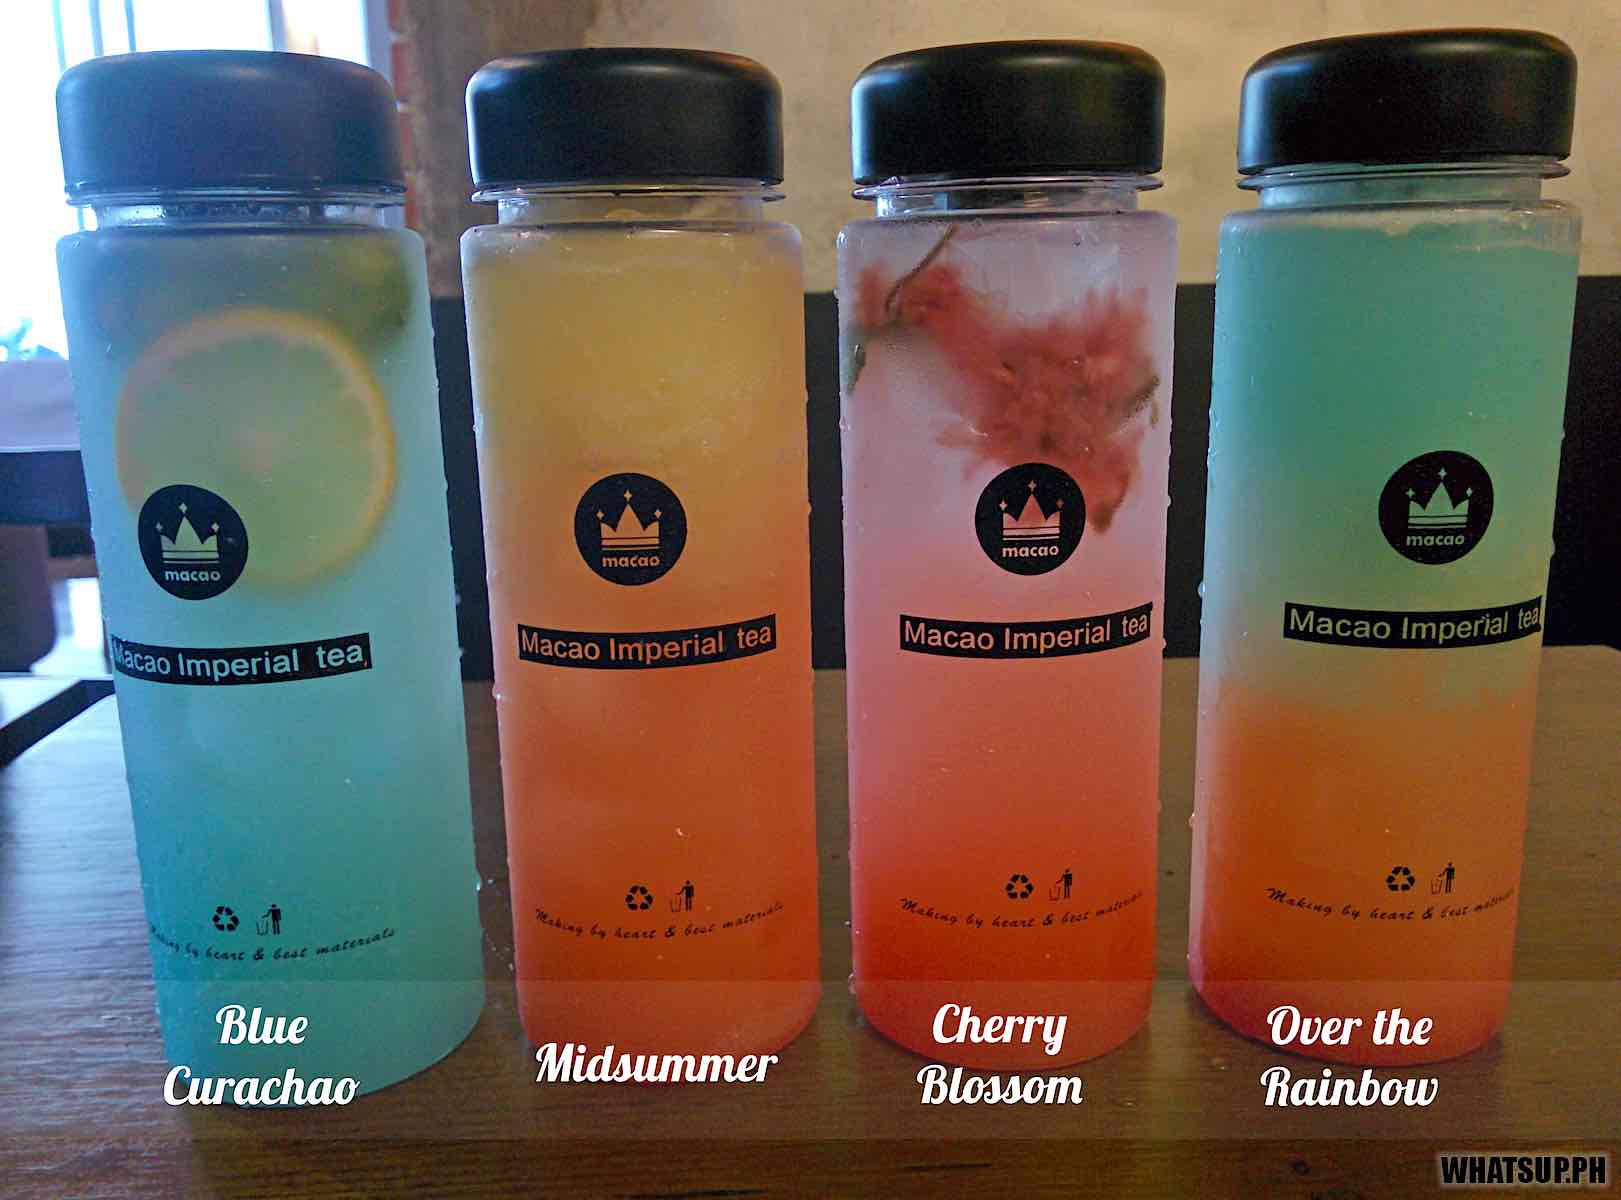 macao
Macao Imperial tea
Making by heart & best materials
Blue
Curachao
macao
Macao Imperial tea
Making by heart & best materials
Midsummer
macao
Macao Imperial tea
Making by heart & best materials
Cherry
Blossom
macao
Macao Imperial tea
Making by heart & best materials
Over the
Rainbow
WHATSUP.PH